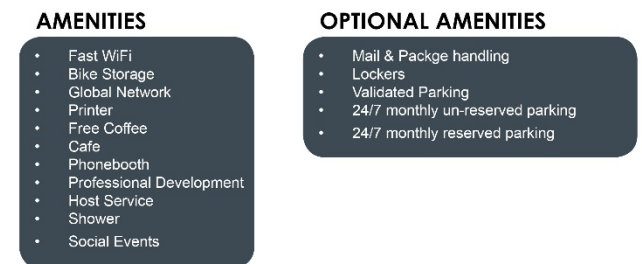 AMENITIES
• Fast WiFi
• Bike Storage
• Global Network
• Printer
• Free Coffee
• Cafe
• Phonebooth
• Professional Development
• Host Service
• Shower
• Social Events
OPTIONAL AMENITIES
• Mail & Packge handling
• Lockers
• Validated Parking
• 24/7 monthly un-reserved parking
• 24/7 monthly reserved parking